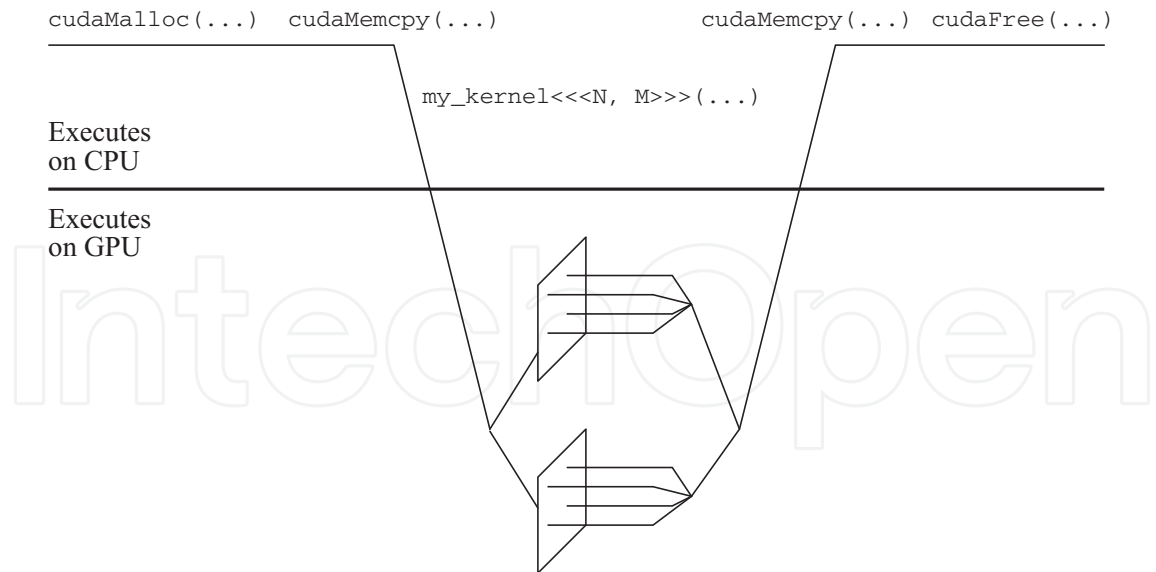 cudaMalloc(...) cudaMemcpy(...) cudaMemcpy(...) cudaFree(...)
my_kernel<<<N, M>>>(...)
Executes
on CPU
Executes
on GPU
IntechOpen